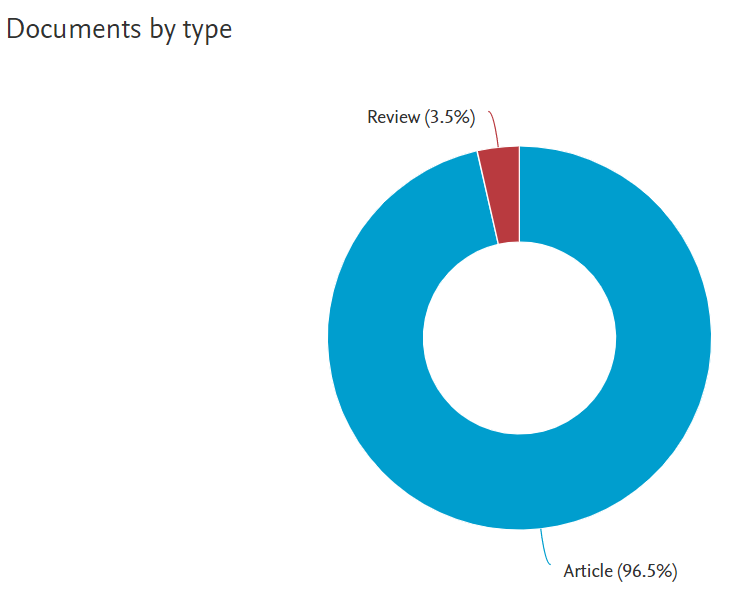 Documents by type
Review (3.5%)
Article (96.5%)